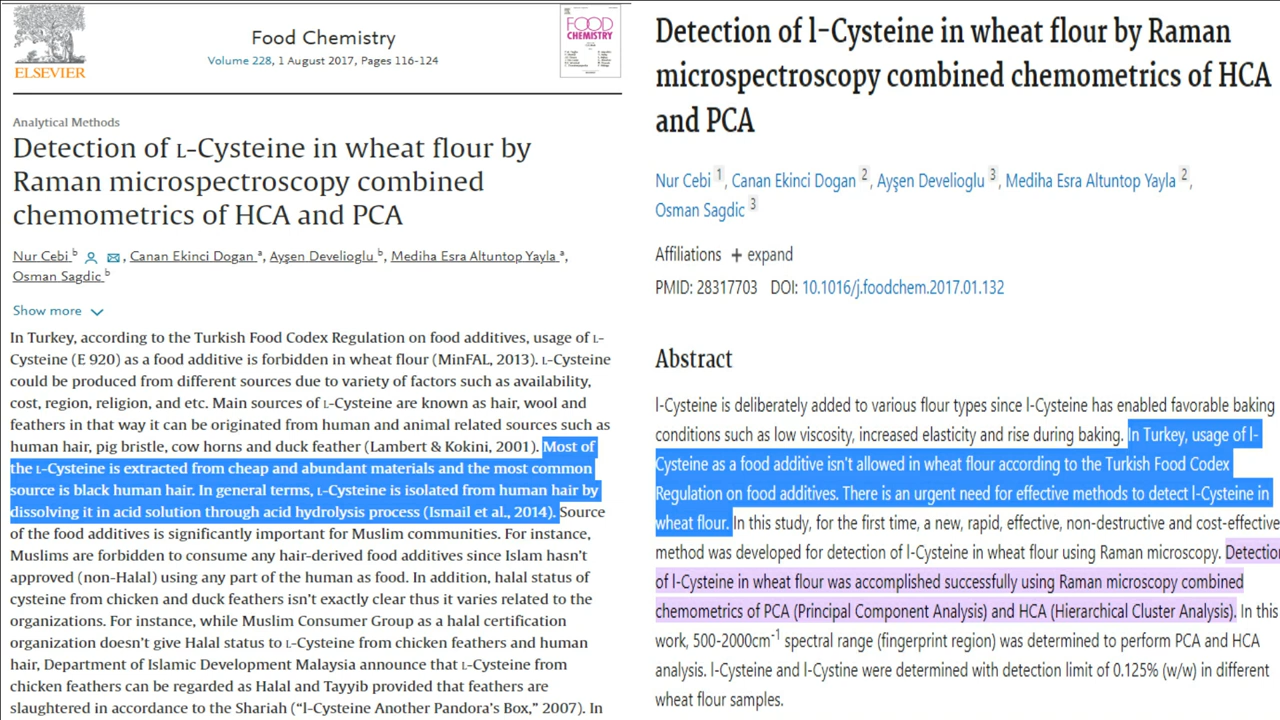 ELSEVIER
Food Chemistry
Volume 228, 1 August 2017, Pages 116-124
FOOD
CHEMISTRY
Analytical Methods
Detection of L-Cysteine in wheat flour by
Raman microspectroscopy combined
chemometrics of HCA and PCA
Nur Cebi b, Canan Ekinci Dogan a, Ayşen Develioglu b, Mediha Esra Altuntop Yayla a,
Osman Sagdic b
Show more
In Turkey, according to the Turkish Food Codex Regulation on food additives, usage of L-
Cysteine (E 920) as a food additive is forbidden in wheat flour (MinFAL, 2013). L-Cysteine
could be produced from different sources due to variety of factors such as availability,
cost, region, religion, and etc. Main sources of L-Cysteine are known as hair, wool and
feathers in that way it can be originated from human and animal related sources such as
human hair, pig bristle, cow horns and duck feather (Lambert & Kokini, 2001). Most of
the L-Cysteine is extracted from cheap and abundant materials and the most common
source is black human hair. In general terms, L-Cysteine is isolated from human hair by
dissolving it in acid solution through acid hydrolysis process (Ismail et al., 2014). Source
of the food additives is significantly important for Muslim communities. For instance,
Muslims are forbidden to consume any hair-derived food additives since Islam hasn't
approved (non-Halal) using any part of the human as food. In addition, halal status of
cysteine from chicken and duck feathers isn't exactly clear thus it varies related to the
organizations. For instance, while Muslim Consumer Group as a halal certification
organization doesn't give Halal status to L-Cysteine from chicken feathers and human
hair, Department of Islamic Development Malaysia announce that L-Cysteine from
chicken feathers can be regarded as Halal and Tayyib provided that feathers are
slaughtered in accordance to the Shariah ("l-Cysteine Another Pandora's Box," 2007). In
Detection of l-Cysteine in wheat flour by Raman
microspectroscopy combined chemometrics of HCA
and PCA
Nur Cebi 1, Canan Ekinci Dogan 2, Ayşen Develioglu 3, Mediha Esra Altuntop Yayla 2,
Osman Sagdic 3
Affiliations + expand
PMID: 28317703 DOI: 10.1016/j.foodchem.2017.01.132
Abstract
l-Cysteine is deliberately added to various flour types since l-Cysteine has enabled favorable baking
conditions such as low viscosity, increased elasticity and rise during baking. In Turkey, usage of l-
Cysteine as a food additive isn't allowed in wheat flour according to the Turkish Food Codex
Regulation on food additives. There is an urgent need for effective methods to detect l-Cysteine in
wheat flour. In this study, for the first time, a new, rapid, effective, non-destructive and cost-effective
method was developed for detection of l-Cysteine in wheat flour using Raman microscopy. Detection
of l-Cysteine in wheat flour was accomplished successfully using Raman microscopy combined
chemometrics of PCA (Principal Component Analysis) and HCA (Hierarchical Cluster Analysis). In this
work, 500-2000cm-1 spectral range (fingerprint region) was determined to perform PCA and HCA
analysis. l-Cysteine and l-Cystine were determined with detection limit of 0.125% (w/w) in different
wheat flour samples.